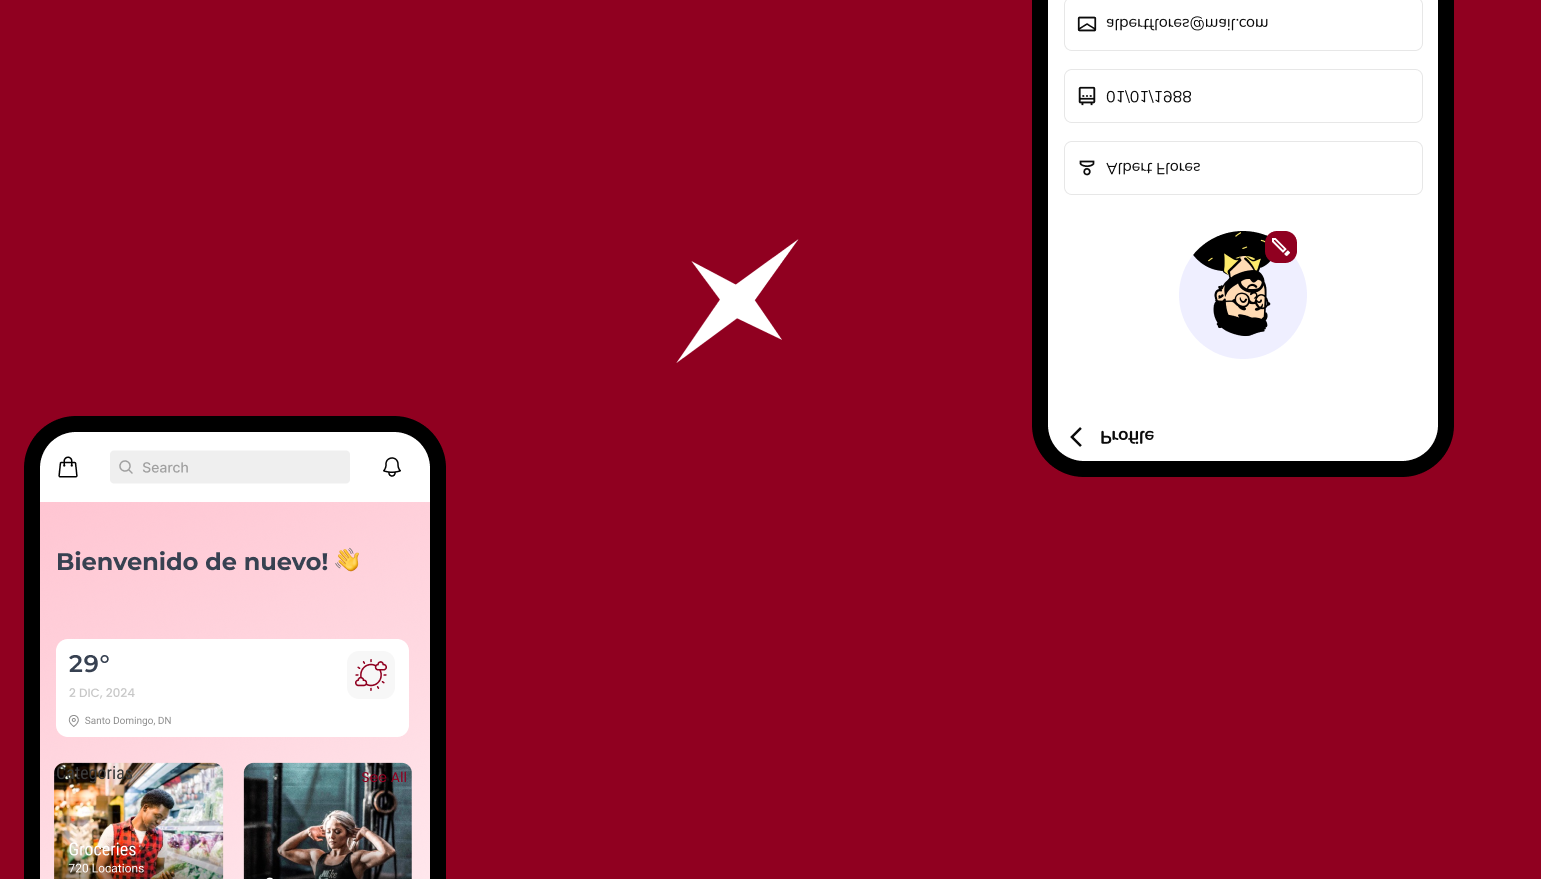 Search
Bienvenido de nuevo! 👋
29°
2 DIC, 2024
Santo Domingo, DN
Categorias
See All
Groceries
720 Locations
albertflores@mail.com
01/01/1988
Albert Flores
Profile